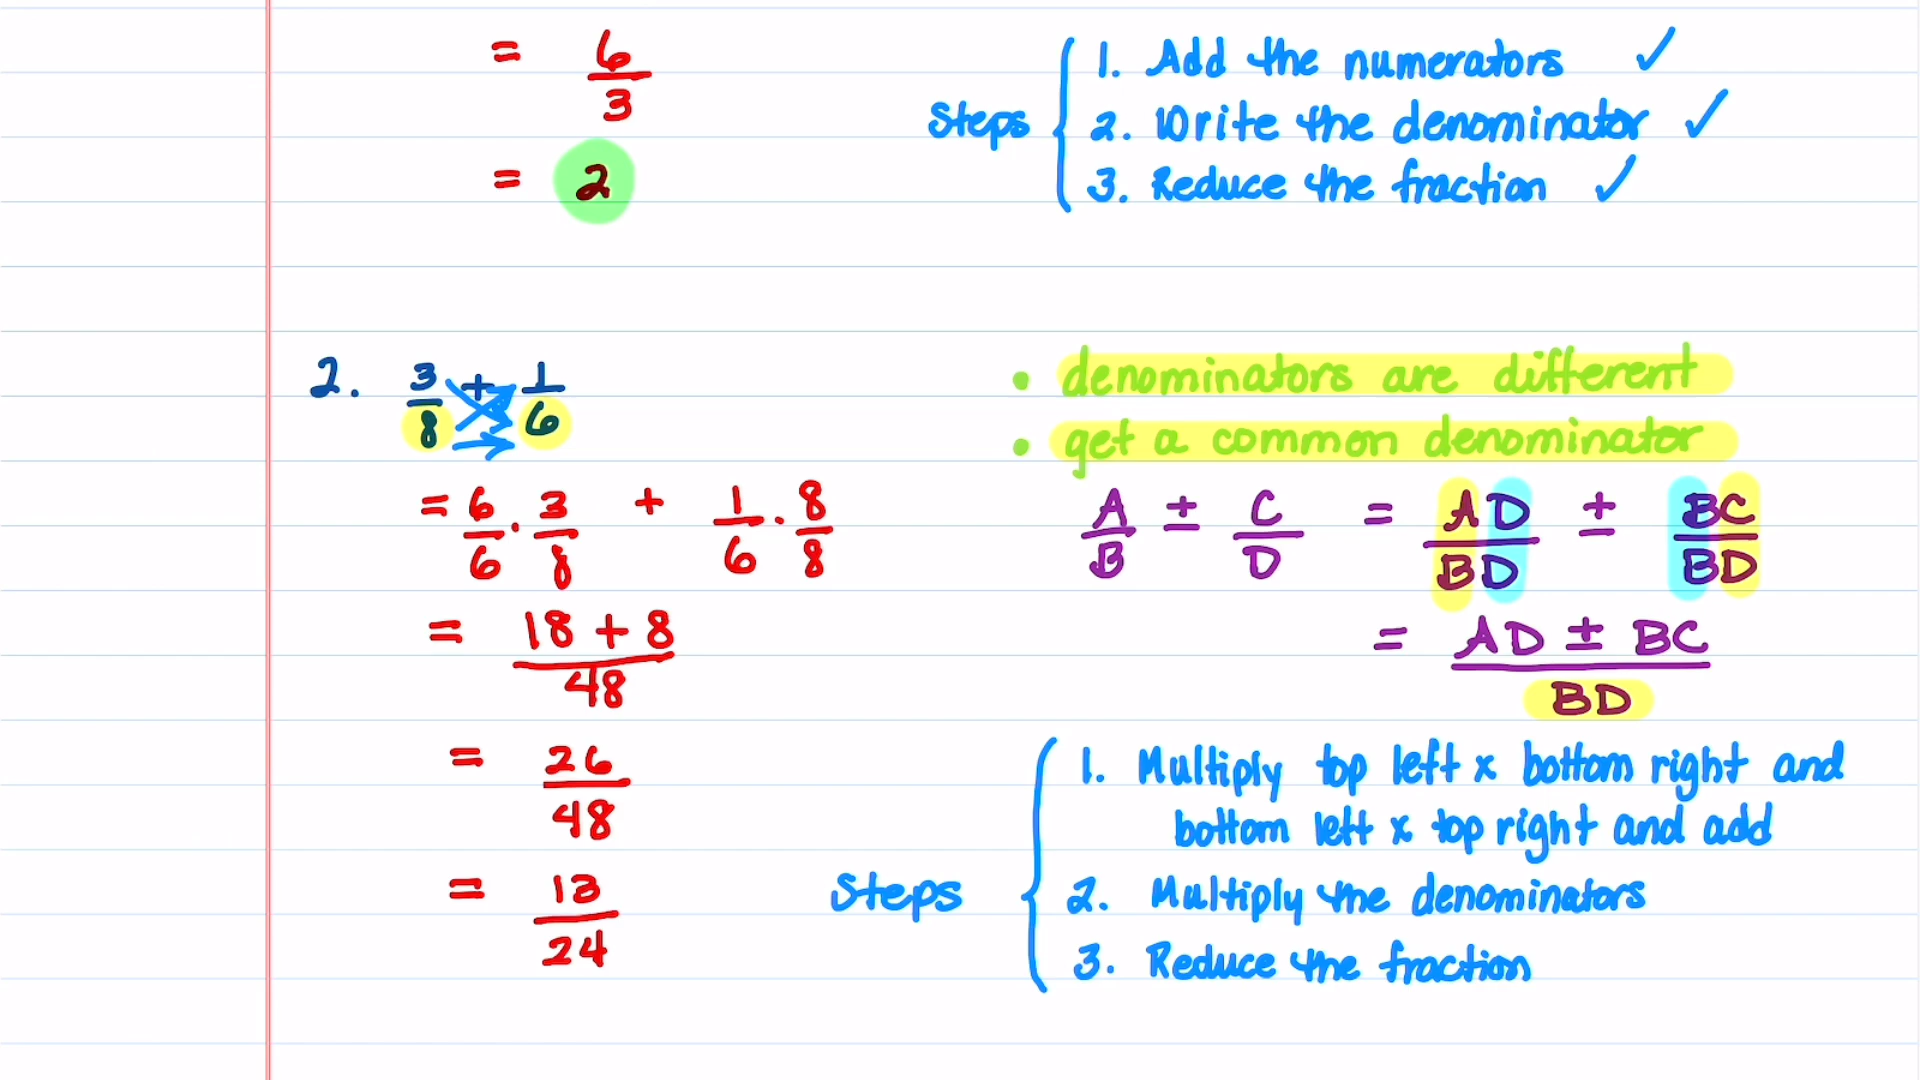 = 6/3
= 2
Steps
1. Add the numerators ✓
2. Write the denominator ✓
3. Reduce the fraction ✓
2. 3/8 + 1/6
= 6/6 · 3/8 + 1/6 · 8/8
= (18 + 8)/48
= 26/48
= 13/24
• denominators are different
• get a common denominator
A/B ± C/D = AD/BD ± BC/BD
= (AD ± BC)/BD
Steps
1. Multiply top left x bottom right and
bottom left x top right and add
2. Multiply the denominators
3. Reduce the fraction